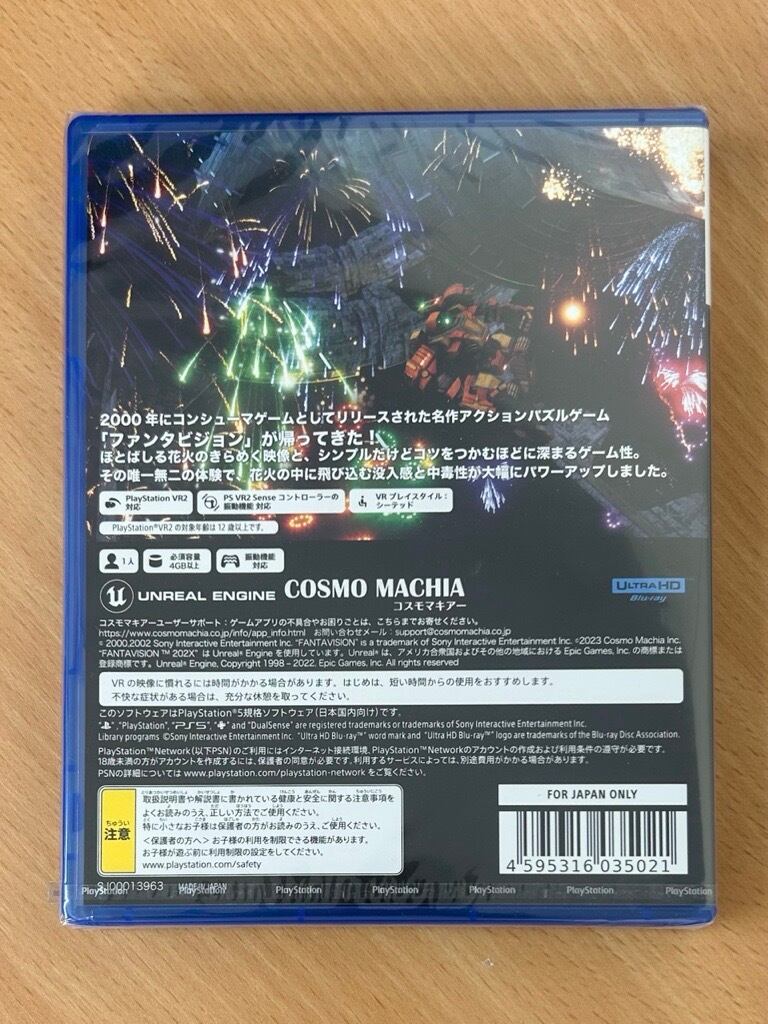 2000年にコンシューマゲームとしてリリースされた名作アクションパズルゲーム
「ファンタビジョン」が帰ってきた！
ほとばしる花火のきらめく映像と、シンプルだけどコツをつかむほどに深まるゲーム性。
その唯一無二の体験で、花火の中に飛び込む没入感と中毒性が大幅にパワーアップしました。
PlayStation VR2 対応
PS VR2 Sense コントローラーの振動機能 対応
VR プレイスタイル：シーテッド
PlayStation®VR2 の対象年齢は 12 歳以上です。
1人
必須容量 4GB以上
振動機能 対応
UNREAL ENGINE
COSMO MACHIA
コスモマキアー
ULTRA HD Blu-ray
コスモマキアーユーザーサポート：ゲームアプリの不具合やお困りごとは、こちらまでお寄せください。
https://www.cosmomachia.co.jp/info/app_info.html お問い合わせメール：support@cosmomachia.co.jp
© 2000,2002 Sony Interactive Entertainment Inc. "FANTAVISION" is a trademark of Sony Interactive Entertainment Inc. ©2023 Cosmo Machia Inc.
"FANTAVISION ™ 202X" は Unreal® Engine を使用しています。Unreal® は、アメリカ合衆国およびその他の地域における Epic Games, Inc. の商標または
登録商標です。Unreal® Engine, Copyright 1998 – 2022, Epic Games, Inc. All rights reserved
VR の映像に慣れるには時間がかかる場合があります。はじめは、短い時間からの使用をおすすめします。
不快な症状がある場合は、充分な休憩を取ってください。
このソフトウェアはPlayStation®5規格ソフトウェア（日本国内向け）です。
"PlayStation", "PS5", and "DualSense" are registered trademarks or trademarks of Sony Interactive Entertainment Inc.
Library programs ©Sony Interactive Entertainment Inc. "Ultra HD Blu-ray™" word mark and "Ultra HD Blu-ray™" logo are trademarks of the Blu-ray Disc Association.
PlayStation™Network（以下PSN）のご利用にはインターネット接続環境、PlayStation™Networkのアカウントの作成および利用条件の遵守が必要です。
18歳未満の方がアカウントを作成するには、保護者の同意が必要です。利用するサービスによっては、別途費用がかかる場合があります。
PSNの詳細については www.playstation.com/playstation-network をご覧ください。
ちゅうい
注意
取扱説明書や解説書に書かれている健康と安全に関する注意事項を
よくお読みのうえ、正しい方法でご使用ください。
特に小さなお子様は保護者の方がお読みのうえ、ご使用ください。
＜保護者の方へ＞ お子様の利用を制限できる機能があります。
お子様が遊ぶ前に利用制限の設定をしてください。
www.playstation.com/safety
FOR JAPAN ONLY
4 595316 035021
SJ00013963 MADE IN JAPAN
PlayStation PlayStation PlayStation PlayStation PlayStation PlayStation PlayStation